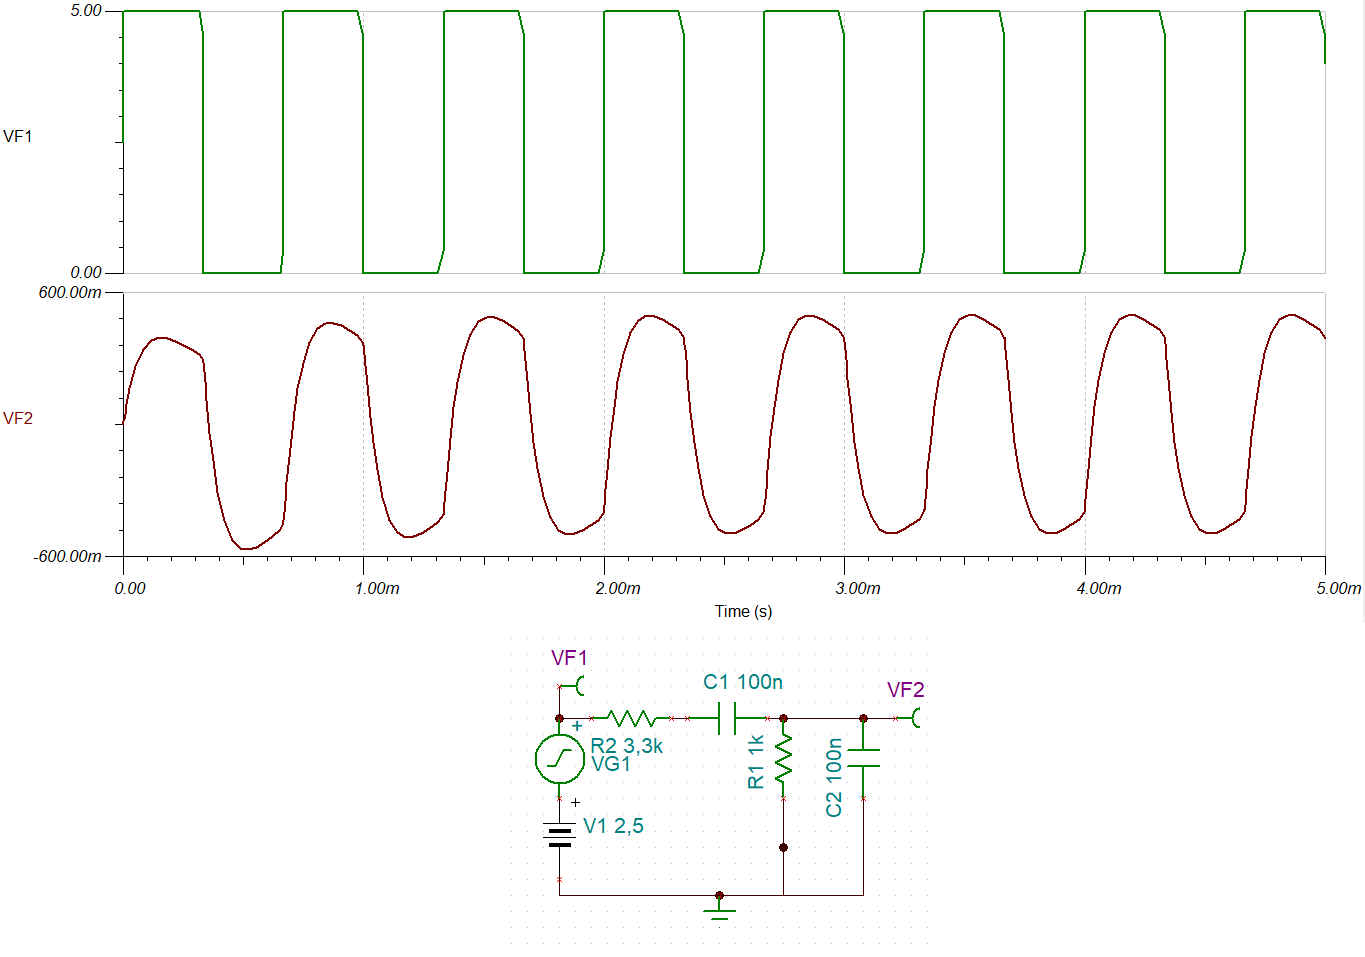 5.00
VF1
0.00
600.00m
VF2
-600.00m
0.00 1.00m 2.00m 3.00m 4.00m 5.00m
Time (s)
VF1
C1 100n
VF2
+
R2 3,3k
VG1
R1 1k
C2 100n
+
V1 2,5